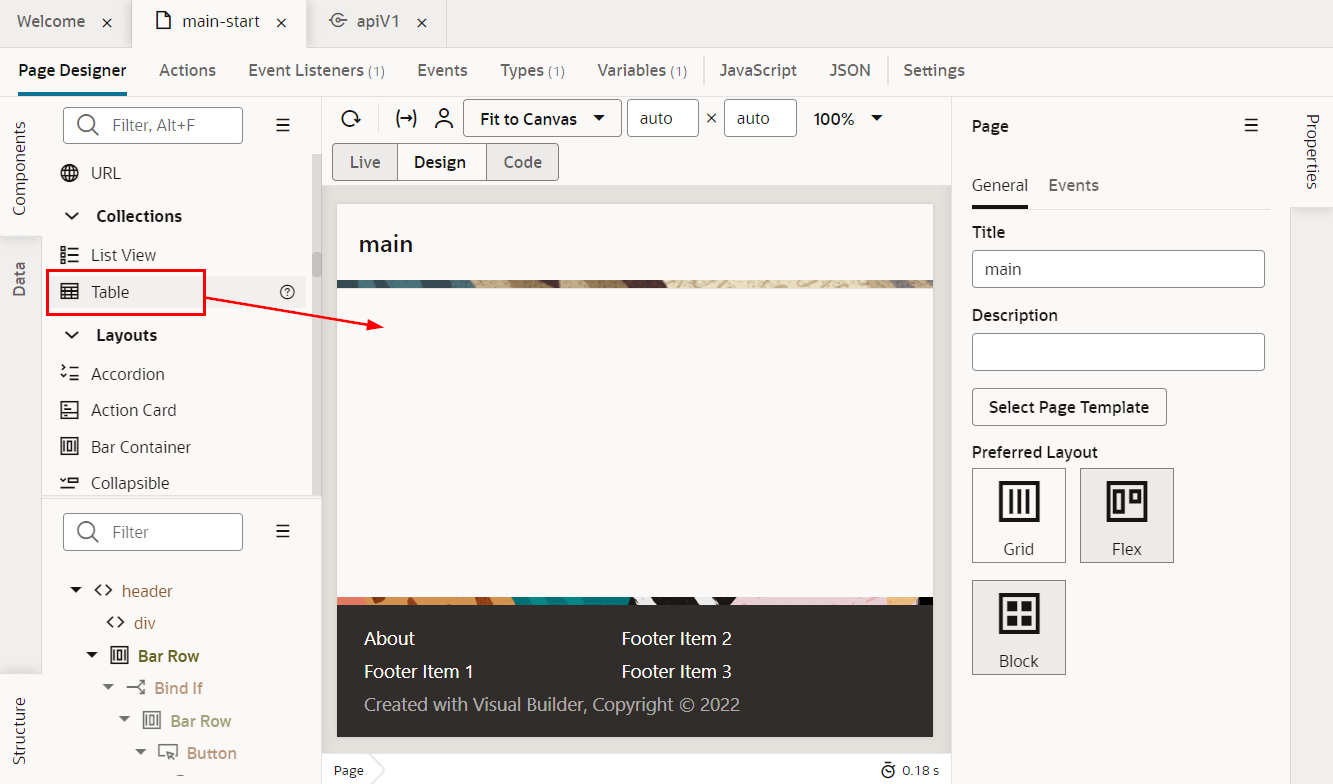 Welcome
main-start
apiV1
Page Designer
Actions
Event Listeners (1)
Events
Types (1)
Variables (1)
JavaScript
JSON
Settings
Components
Data
Structure
Filter, Alt+F
URL
Collections
List View
Table
Layouts
Accordion
Action Card
Bar Container
Collapsible
Filter
header
div
Bar Row
Bind If
Bar Row
Button
Fit to Canvas
auto × auto
100%
Live
Design
Code
main
About
Footer Item 2
Footer Item 1
Footer Item 3
Created with Visual Builder, Copyright © 2022
Page
0.18 s
Page
General
Events
Title
main
Description
Select Page Template
Preferred Layout
Grid
Flex
Block
Properties